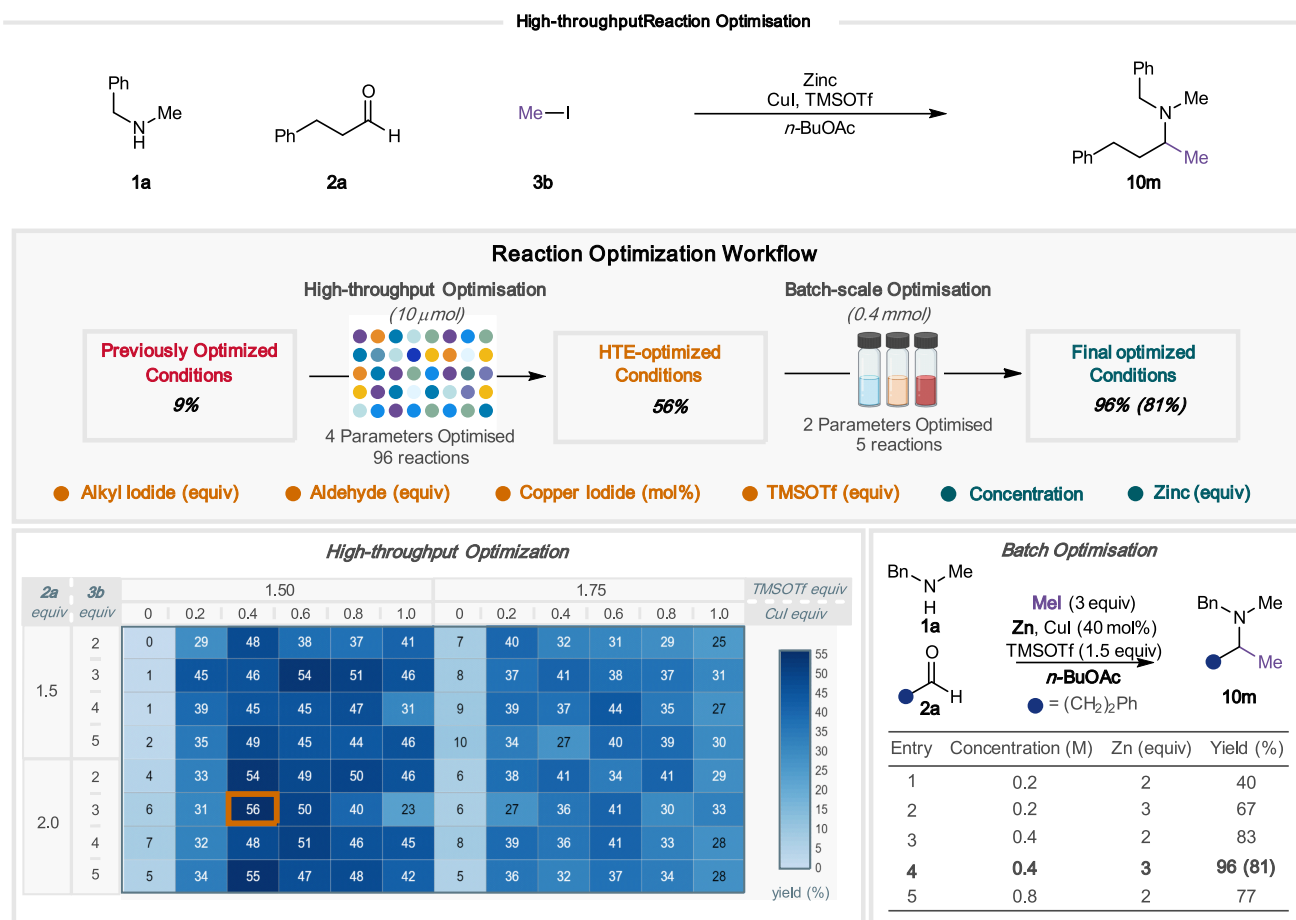 High-throughputReaction Optimisation
Ph
N
H
Me
1a
Ph
O
H
2a
Me—I
3b
Zinc
CuI, TMSOTf
n-BuOAc
Ph
N
Me
Ph
Me
10m
Reaction Optimization Workflow
High-throughput Optimisation
(10 μmol)
Batch-scale Optimisation
(0.4 mmol)
Previously Optimized
Conditions
9%
HTE-optimized
Conditions
56%
Final optimized
Conditions
96% (81%)
4 Parameters Optimised
96 reactions
2 Parameters Optimised
5 reactions
Alkyl Iodide (equiv) Aldehyde (equiv) Copper Iodide (mol%) TMSOTf (equiv) Concentration Zinc (equiv)
High-throughput Optimization
2a 3b 1.50 1.75 TMSOTf equiv
equiv equiv 0 0.2 0.4 0.6 0.8 1.0 0 0.2 0.4 0.6 0.8 1.0 CuI equiv
1.5
2 0 29 48 38 37 41 7 40 32 31 29 25
3 1 45 46 54 51 46 8 37 41 38 37 31
4 1 39 45 45 47 31 9 39 37 44 35 27
5 2 35 49 45 44 46 10 34 27 40 39 30
2.0
2 4 33 54 49 50 46 6 38 41 34 41 29
3 6 31 56 50 40 23 6 27 36 41 30 33
4 7 32 48 51 46 45 8 39 36 41 33 28
5 5 34 55 47 48 42 5 36 32 37 34 28
55
50
45
40
35
30
25
20
15
10
5
0
yield (%)
Batch Optimisation
Bn N Me
H
1a
O
H
2a
MeI (3 equiv)
Zn, CuI (40 mol%)
TMSOTf (1.5 equiv)
n-BuOAc
= (CH2)2Ph
Bn N Me
Me
10m
Entry Concentration (M) Zn (equiv) Yield (%)
1 0.2 2 40
2 0.2 3 67
3 0.4 2 83
4 0.4 3 96 (81)
5 0.8 2 77